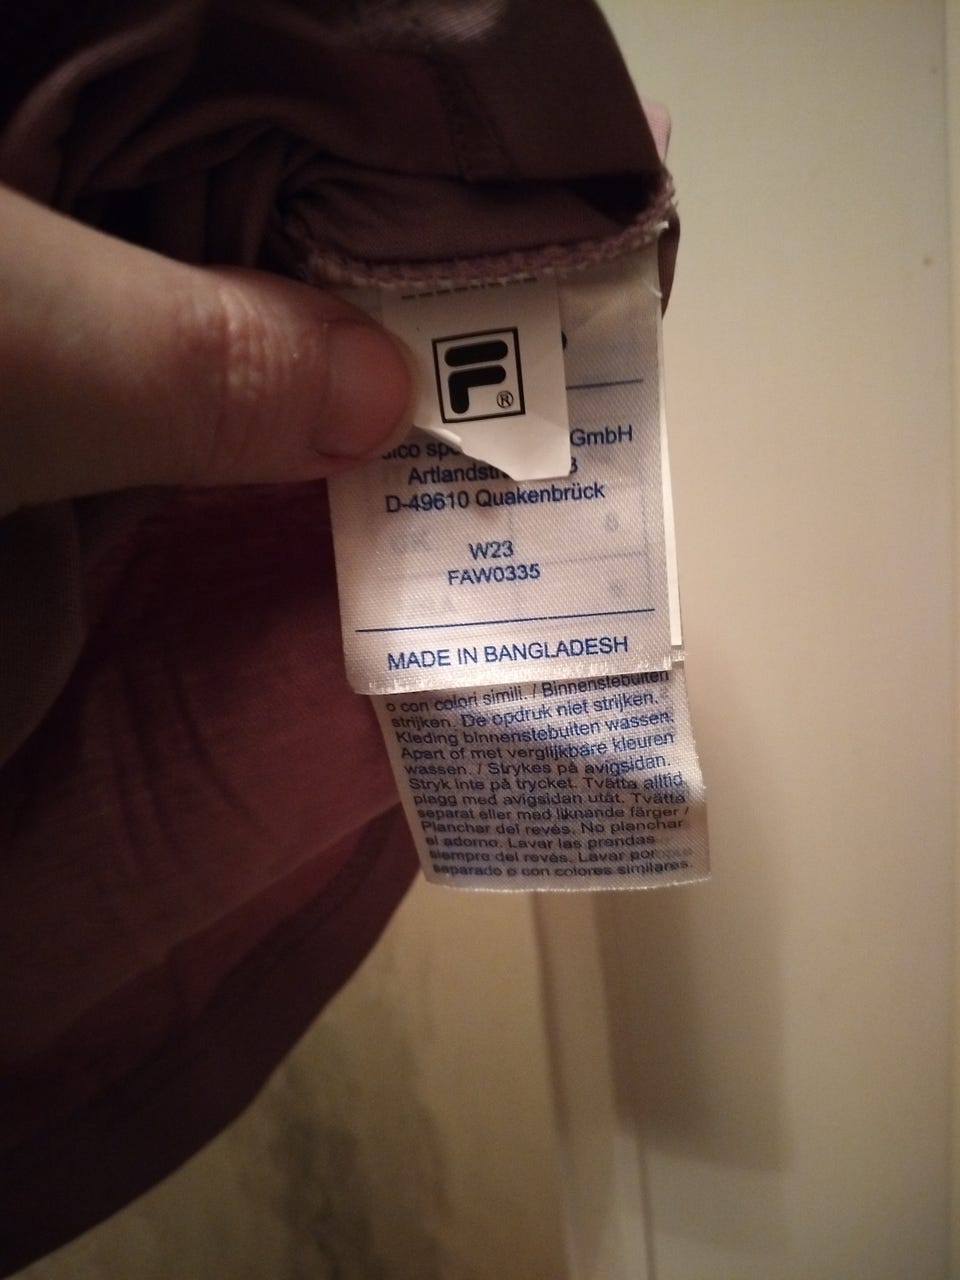 F®
GmbH
D-49610 Quakenbrück
W23
FAW0335
MADE IN BANGLADESH
o con colori simili. / Binnenstebuiten
strijken. De opdruk niet strijken.
Kleding binnenstebuiten wassen.
Apart of met verglijkbare kleuren
wassen. / Strykes på avigsidan.
Stryk inte på trycket. Tvätta alltid
plagg med avigsidan utåt. Tvätta
separat eller med liknande färger /
Planchar del revés. No planchar
el adorno. Lavar las prendas
siempre del revés. Lavar por
separado o con colores similares.